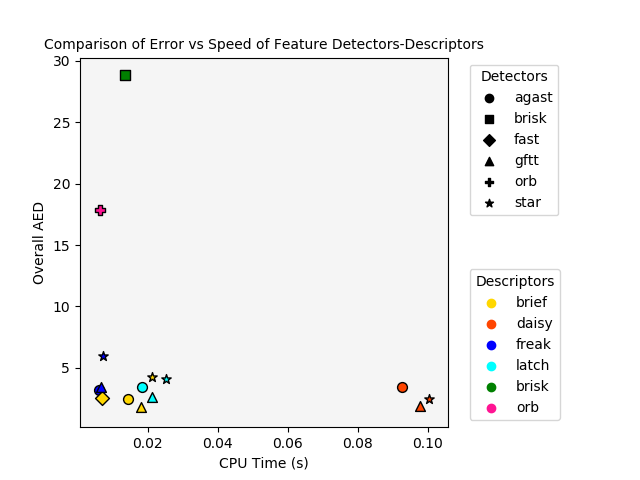 Comparison of Error vs Speed of Feature Detectors-Descriptors
30
25
20
15
10
5
Overall AED
0.02 0.04 0.06 0.08 0.10
CPU Time (s)
Detectors
agast
brisk
fast
gftt
orb
star
Descriptors
brief
daisy
freak
latch
brisk
orb